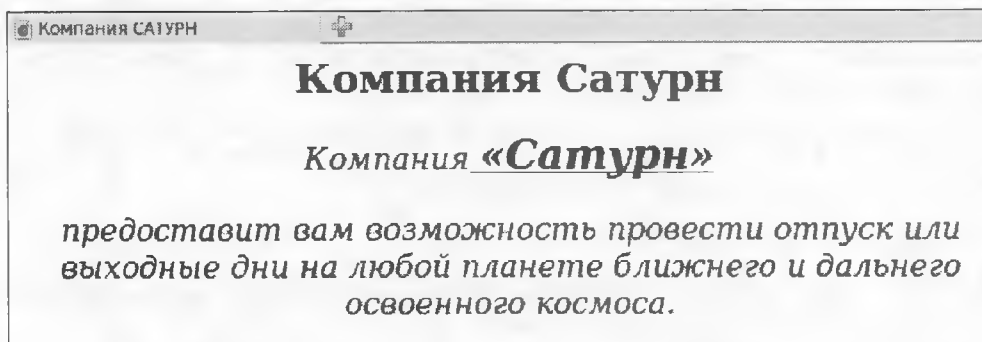 Компания САТУРН
Компания Сатурн
Компания «Сатурн»
предоставит вам возможность провести отпуск или
выходные дни на любой планете ближнего и дальнего
освоенного космоса.